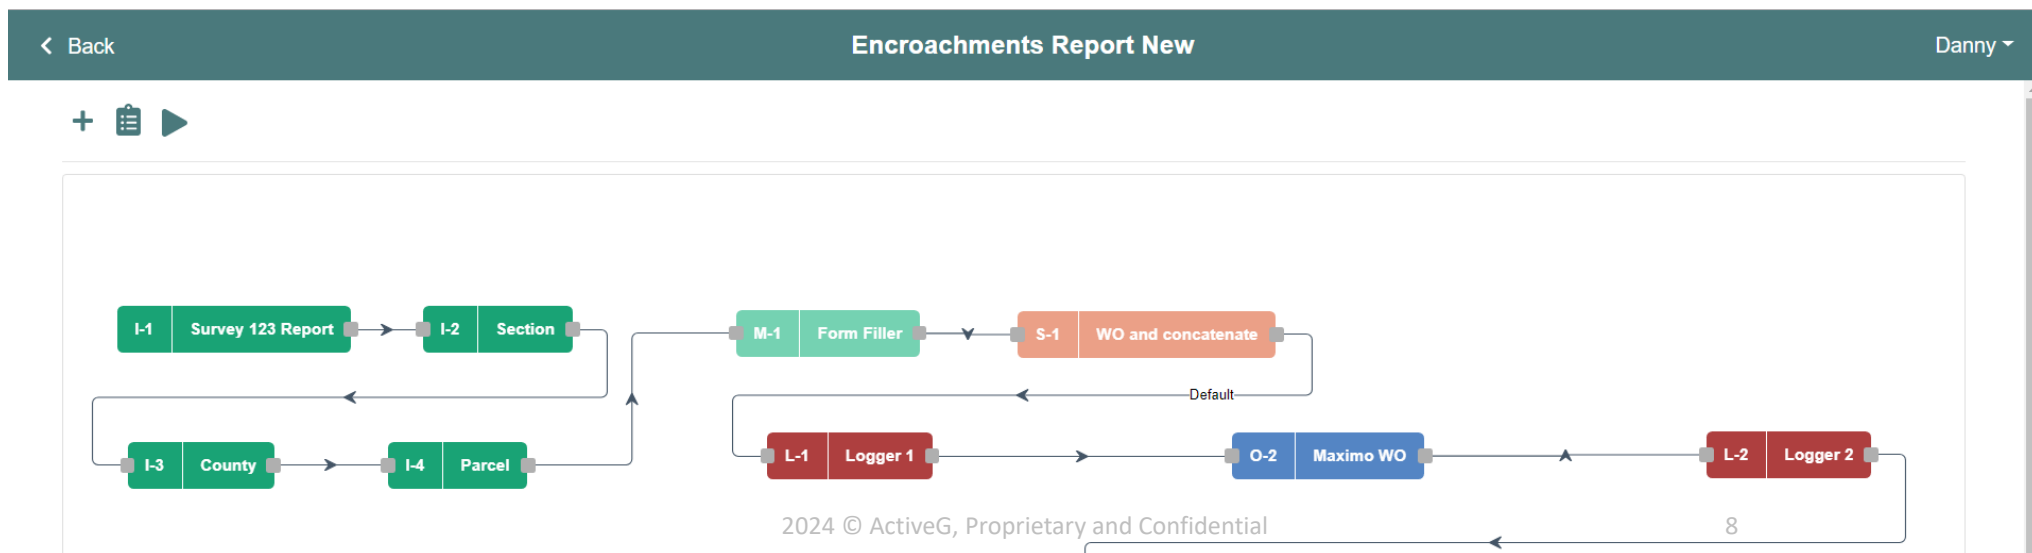 Back
Encroachments Report New
Danny
I-1 Survey 123 Report
I-2 Section
M-1 Form Filler
S-1 WO and concatenate
Default
I-3 County
I-4 Parcel
L-1 Logger 1
O-2 Maximo WO
L-2 Logger 2
2024 © ActiveG, Proprietary and Confidential
8